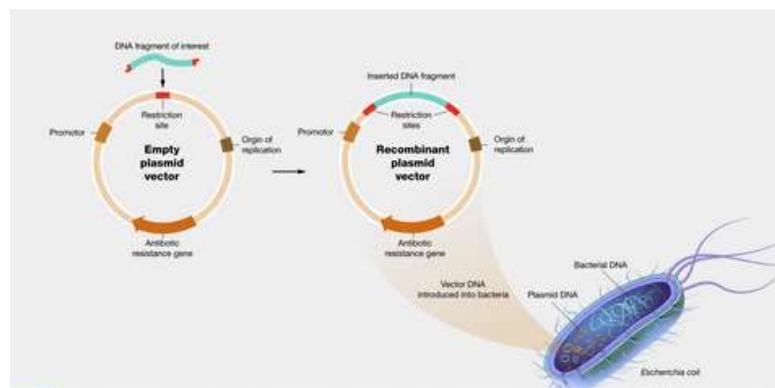 DNA fragment of interest
Restriction
site
Promotor
Orgin of
replication
Empty
plasmid
vector
Antibotic
resistance gene
Inserted DNA fragment
Restriction
sites
Promotor
Orgin of
replication
Recombinant
plasmid
vector
Antibotic
resistance gene
Vector DNA
introduced into bacteria
Bacterial DNA
Plasmid DNA
Escherichia coli